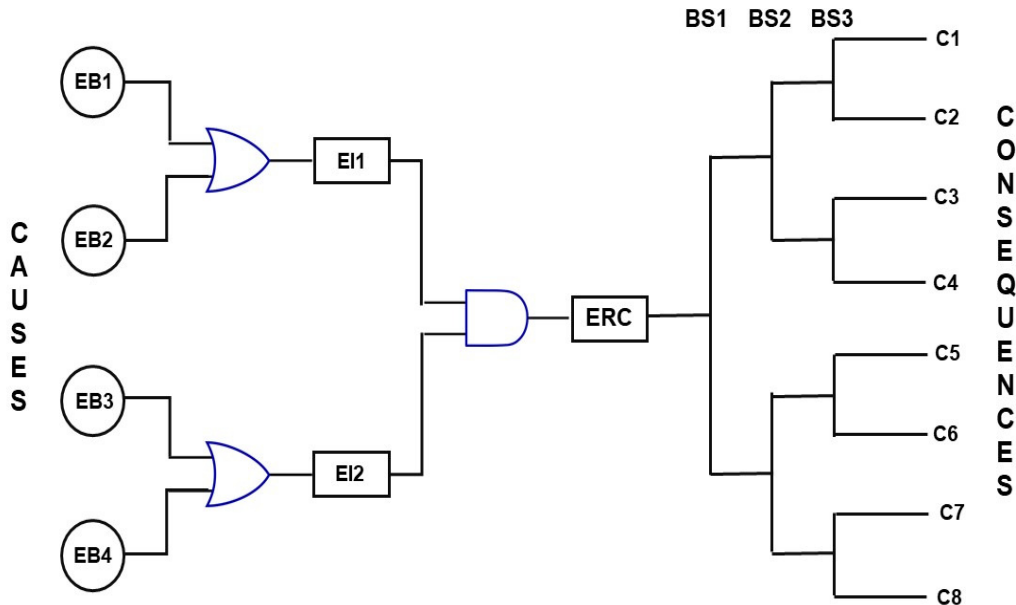 BS1 BS2 BS3
C1
EB1
C2
EI1
C3
EB2
C4
ERC
C5
EB3
C6
EI2
C7
EB4
C8
CAUSES
CONSEQUENCES